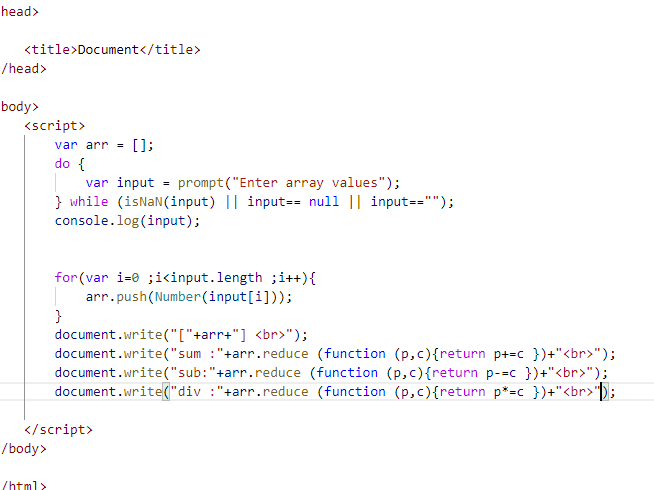 head>
<title>Document</title>
/head>
body>
<script>
var arr = [];
do {
var input = prompt("Enter array values");
} while (isNaN(input) || input== null || input=="");
console.log(input);
for(var i=0 ;i<input.length ;i++){
arr.push(Number(input[i]));
}
document.write("["+arr+"] <br>");
document.write("sum :"+arr.reduce (function (p,c){return p+=c })+"<br>");
document.write("sub:"+arr.reduce (function (p,c){return p-=c })+"<br>");
document.write("div :"+arr.reduce (function (p,c){return p*=c })+"<br>");
</script>
/body>
/html>